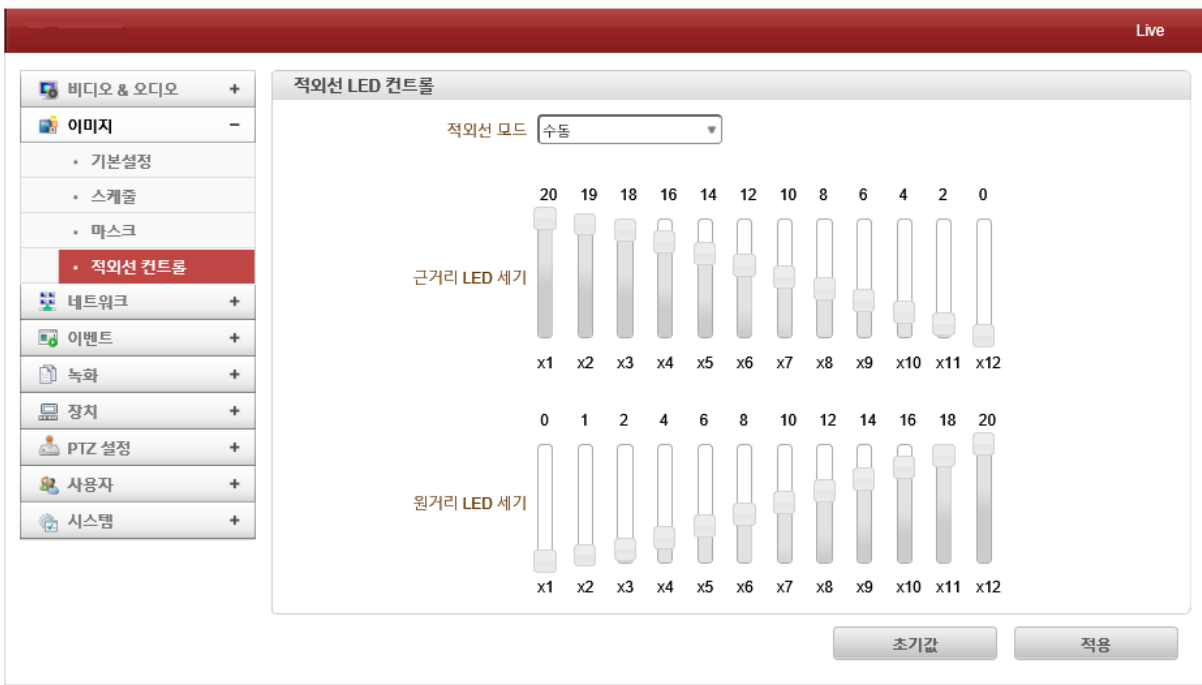 Live
비디오 & 오디오 +
이미지 –
기본설정
스케줄
마스크
적외선 컨트롤
네트워크 +
이벤트 +
녹화 +
장치 +
PTZ 설정 +
사용자 +
시스템 +
적외선 LED 컨트롤
적외선 모드 수동
20 19 18 16 14 12 10 8 6 4 2 0
근거리 LED 세기
x1 x2 x3 x4 x5 x6 x7 x8 x9 x10 x11 x12
0 1 2 4 6 8 10 12 14 16 18 20
원거리 LED 세기
x1 x2 x3 x4 x5 x6 x7 x8 x9 x10 x11 x12
초기값 적용